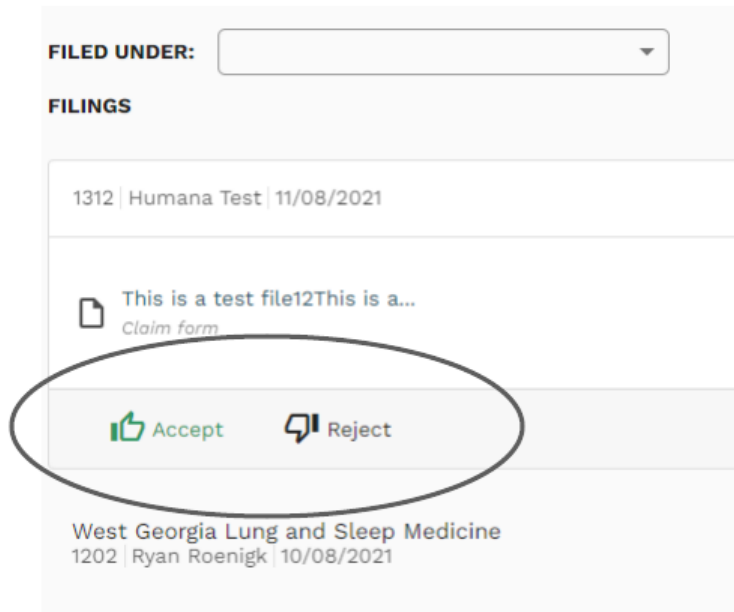 FILED UNDER:
FILINGS
1312 | Humana Test | 11/08/2021
This is a test file12This is a...
Claim form
Accept Reject
West Georgia Lung and Sleep Medicine
1202 | Ryan Roenigk | 10/08/2021